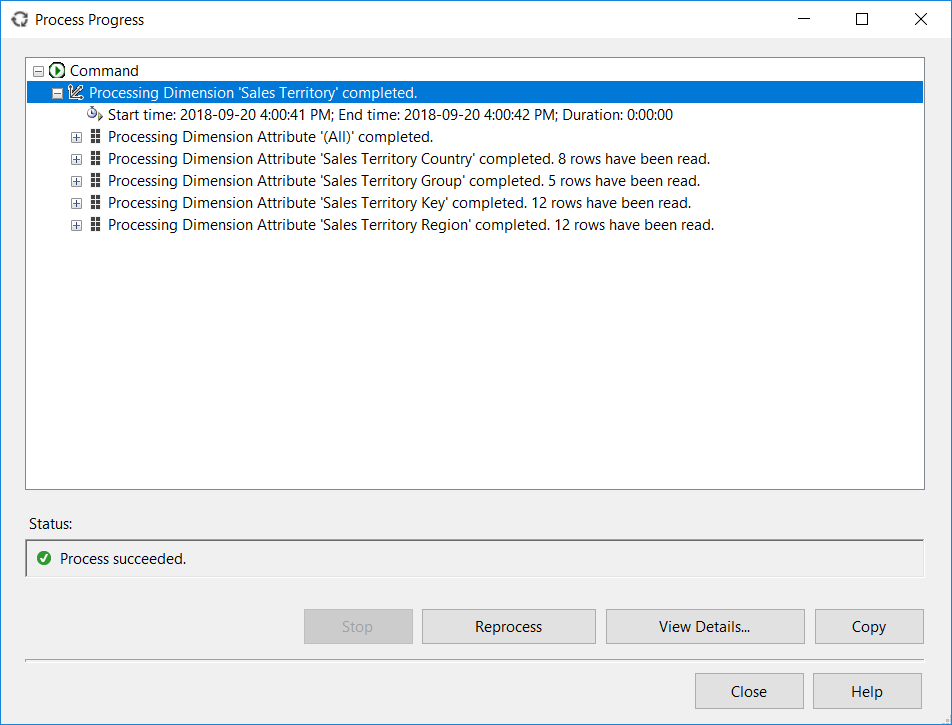 Process Progress
Command
Processing Dimension 'Sales Territory' completed.
Start time: 2018-09-20 4:00:41 PM; End time: 2018-09-20 4:00:42 PM; Duration: 0:00:00
Processing Dimension Attribute '(All)' completed.
Processing Dimension Attribute 'Sales Territory Country' completed. 8 rows have been read.
Processing Dimension Attribute 'Sales Territory Group' completed. 5 rows have been read.
Processing Dimension Attribute 'Sales Territory Key' completed. 12 rows have been read.
Processing Dimension Attribute 'Sales Territory Region' completed. 12 rows have been read.
Status:
Process succeeded.
Stop Reprocess View Details... Copy
Close Help